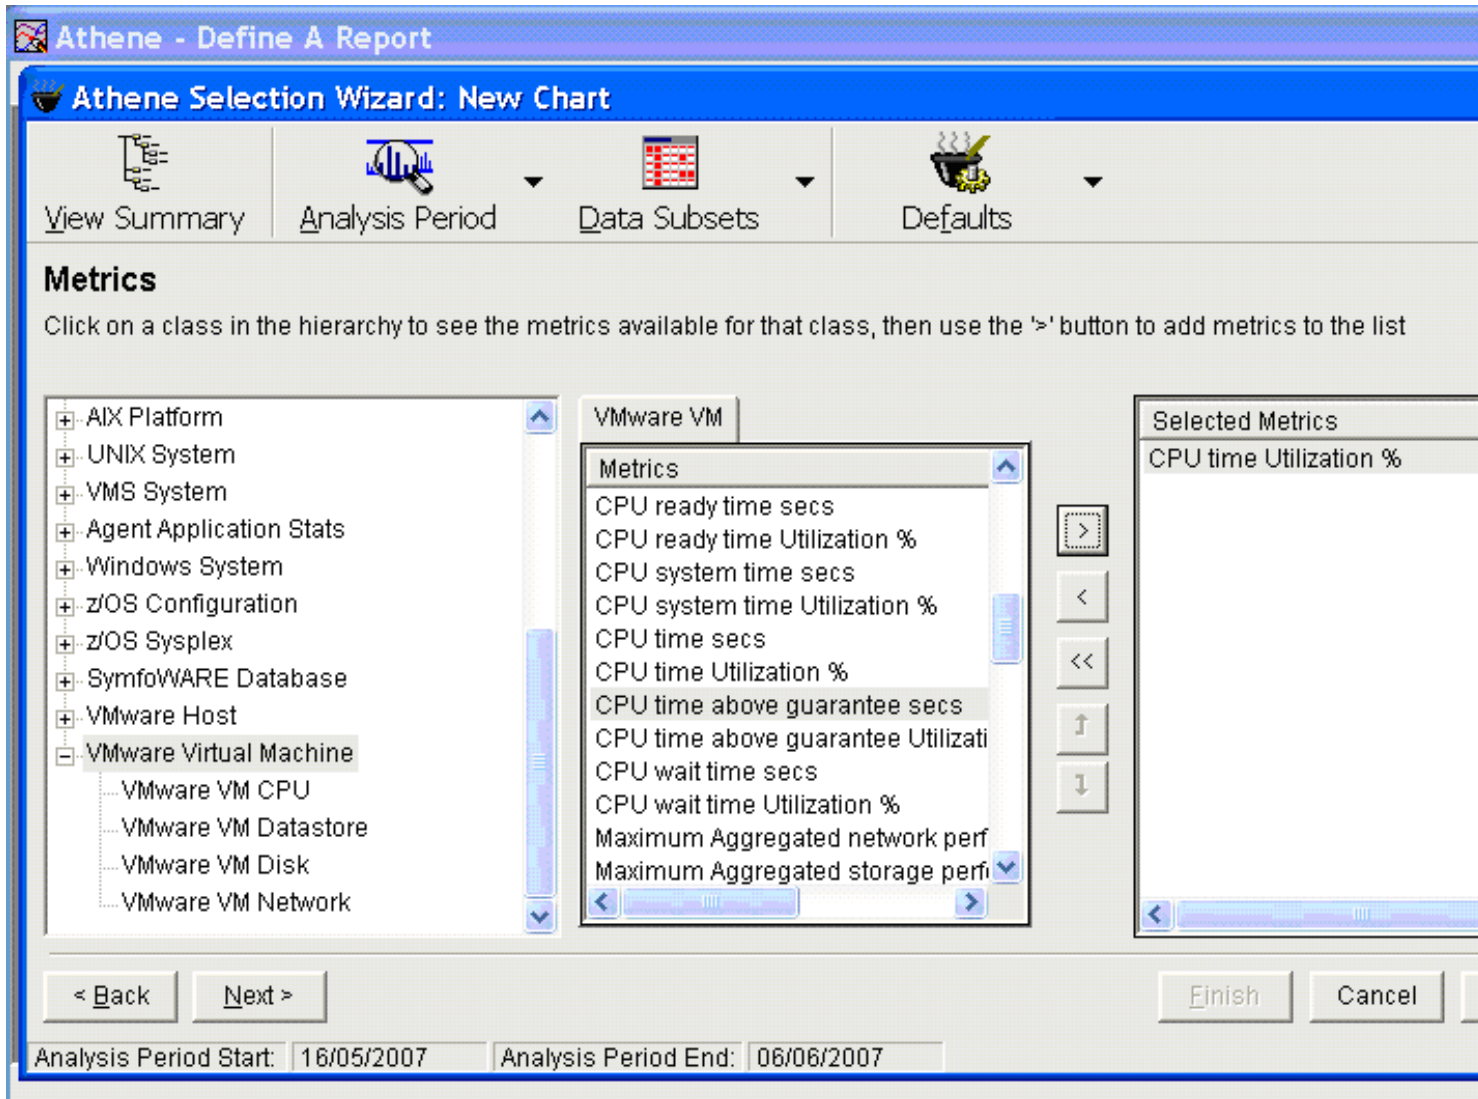 Athene - Define A Report
Athene Selection Wizard: New Chart
View Summary
Analysis Period
Data Subsets
Defaults
Metrics
Click on a class in the hierarchy to see the metrics available for that class, then use the '>' button to add metrics to the list
AIX Platform
UNIX System
VMS System
Agent Application Stats
Windows System
z/OS Configuration
z/OS Sysplex
SymfoWARE Database
VMware Host
VMware Virtual Machine
VMware VM CPU
VMware VM Datastore
VMware VM Disk
VMware VM Network
VMware VM
Metrics
CPU ready time secs
CPU ready time Utilization %
CPU system time secs
CPU system time Utilization %
CPU time secs
CPU time Utilization %
CPU time above guarantee secs
CPU time above guarantee Utilizati
CPU wait time secs
CPU wait time Utilization %
Maximum Aggregated network perf
Maximum Aggregated storage perf
>
<
<<
Selected Metrics
CPU time Utilization %
< Back
Next >
Finish
Cancel
Analysis Period Start: 16/05/2007 Analysis Period End: 06/06/2007